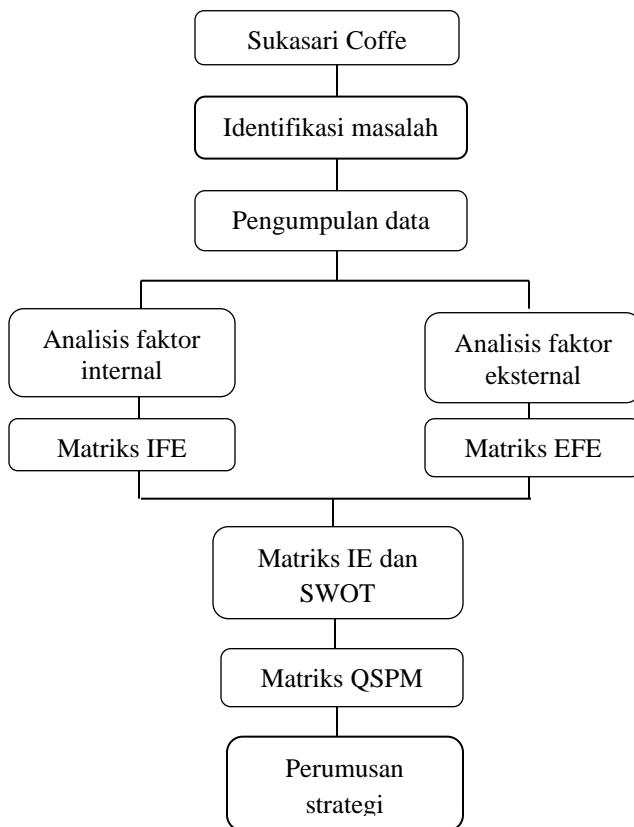 Sukasari Coffe
Identifikasi masalah
Pengumpulan data
Analisis faktor
internal
Analisis faktor
eksternal
Matriks IFE
Matriks EFE
Matriks IE dan
SWOT
Matriks QSPM
Perumusan
strategi